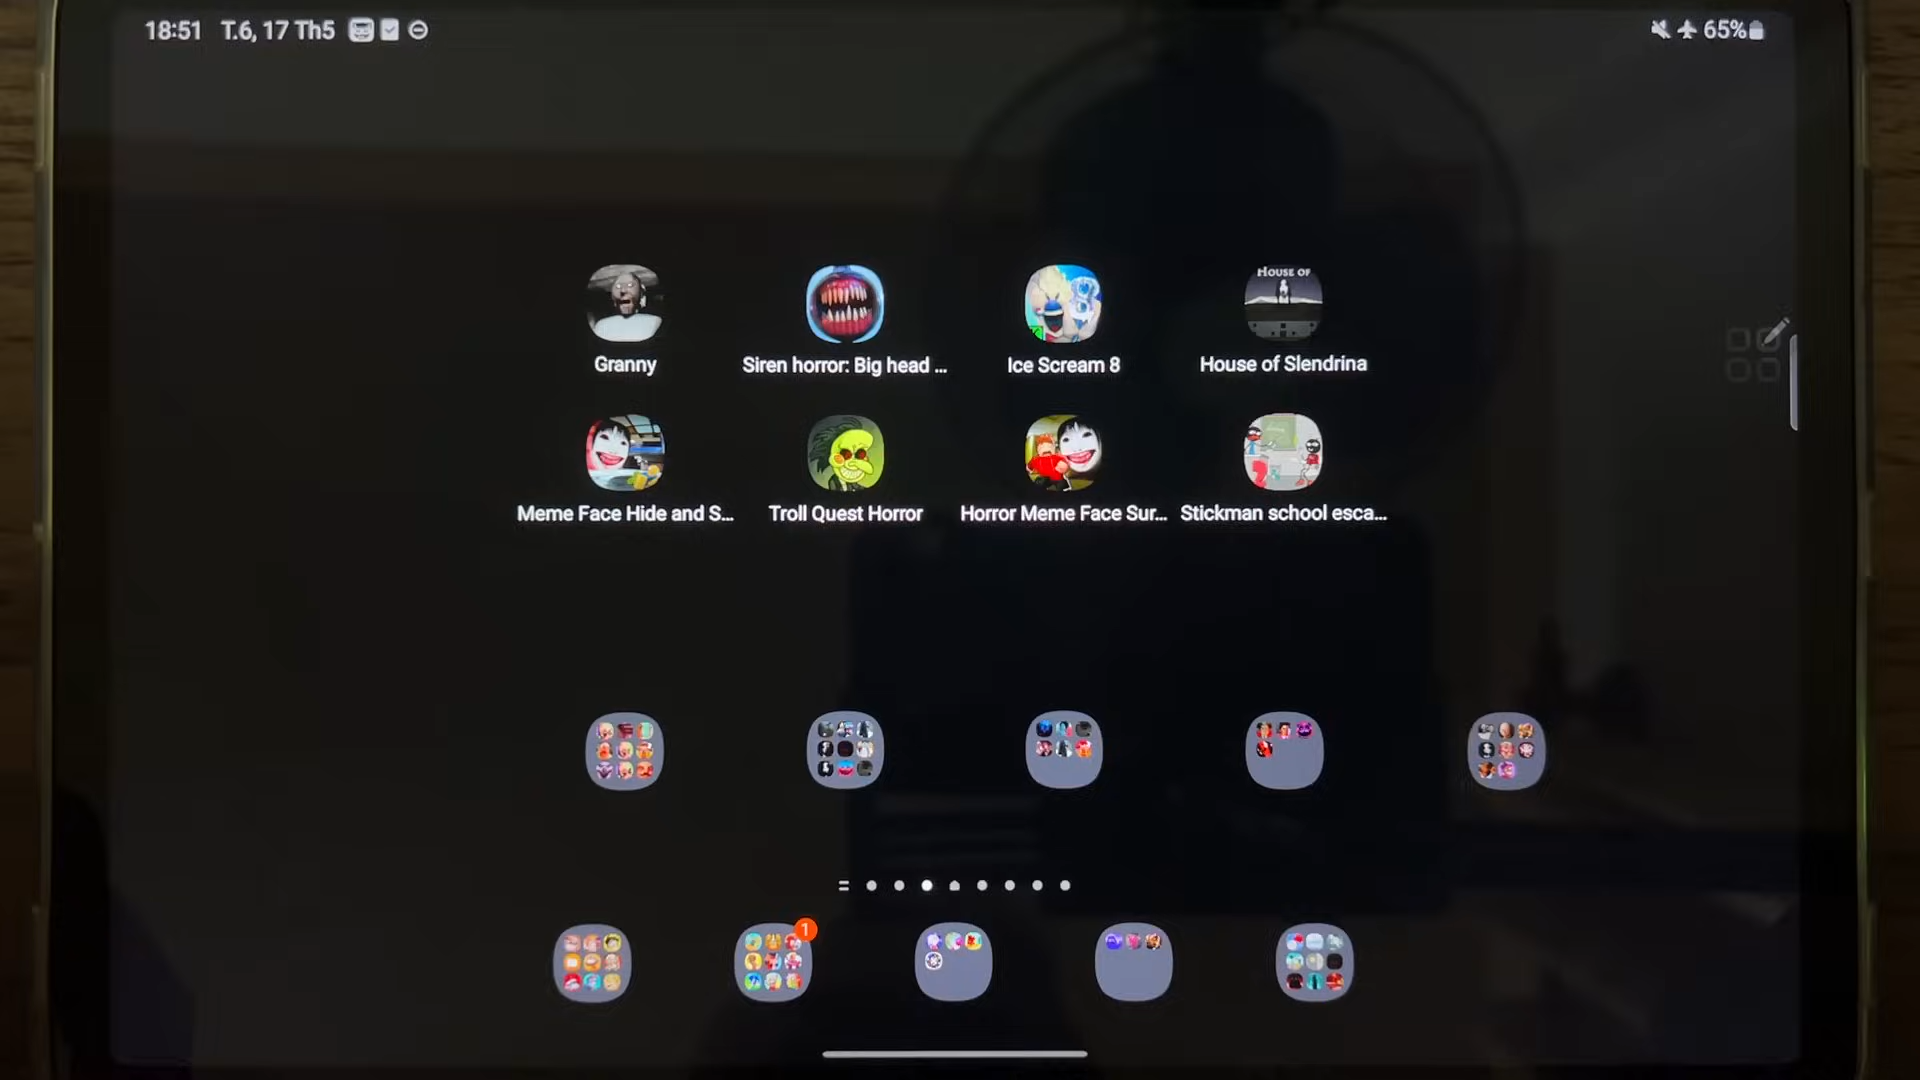 18:51 T.6, 17 Th5
65%
HOUSE OF
Granny
Siren horror: Big head ...
Ice Scream 8
House of Slendrina
Meme Face Hide and S...
Troll Quest Horror
Horror Meme Face Sur...
Stickman school esca...
1